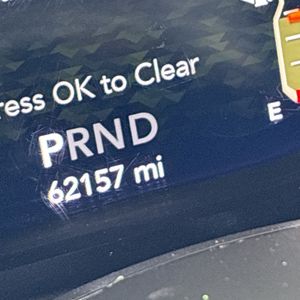 ress OK to Clear
PRND
E
62157 mi